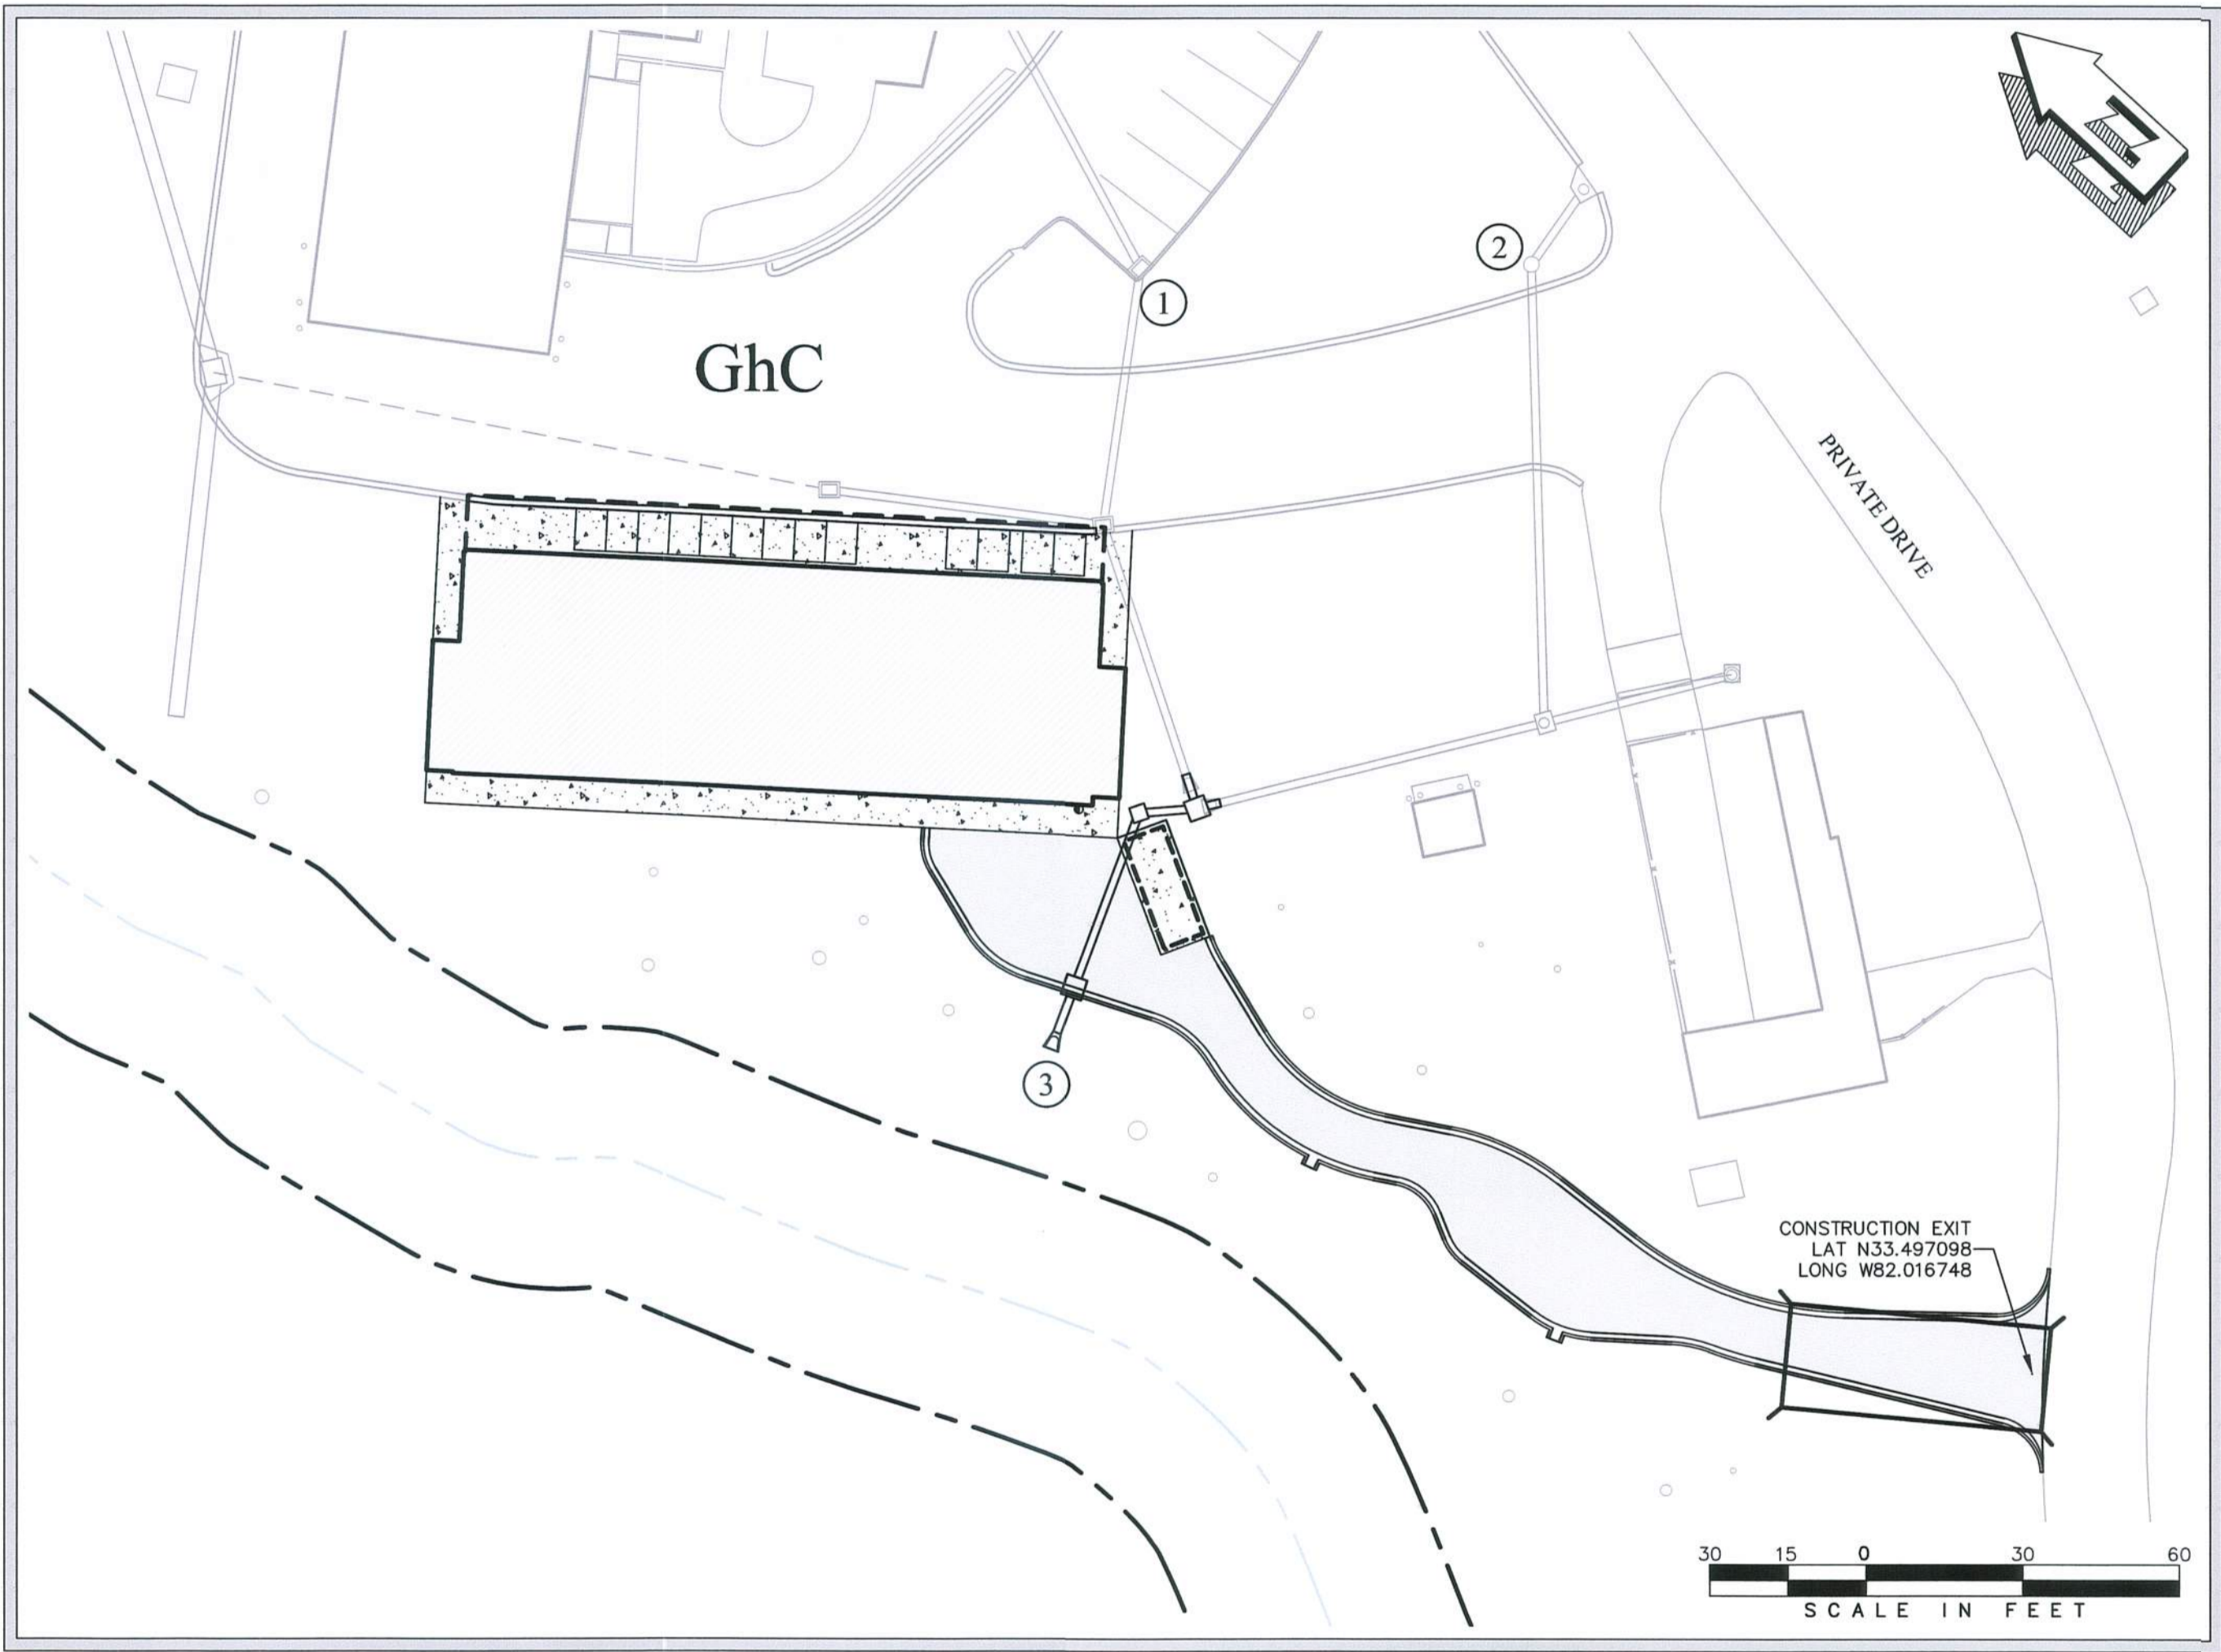 N
2
1
GhC
PRIVATE DRIVE
3
CONSTRUCTION EXIT
LAT N33.497098
LONG W82.016748
30 15 0 30 60
SCALE IN FEET